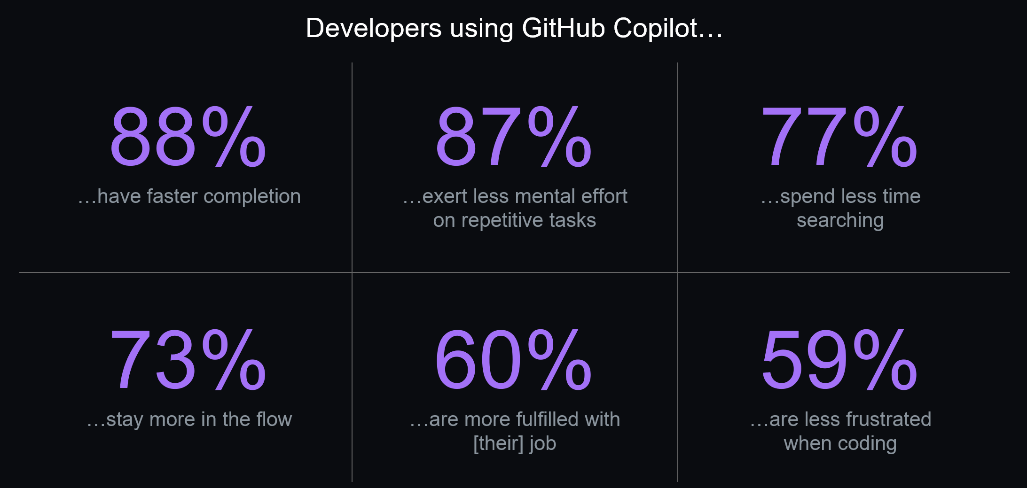 Developers using GitHub Copilot…
88%
…have faster completion
87%
…exert less mental effort
on repetitive tasks
77%
…spend less time
searching
73%
…stay more in the flow
60%
…are more fulfilled with
[their] job
59%
…are less frustrated
when coding